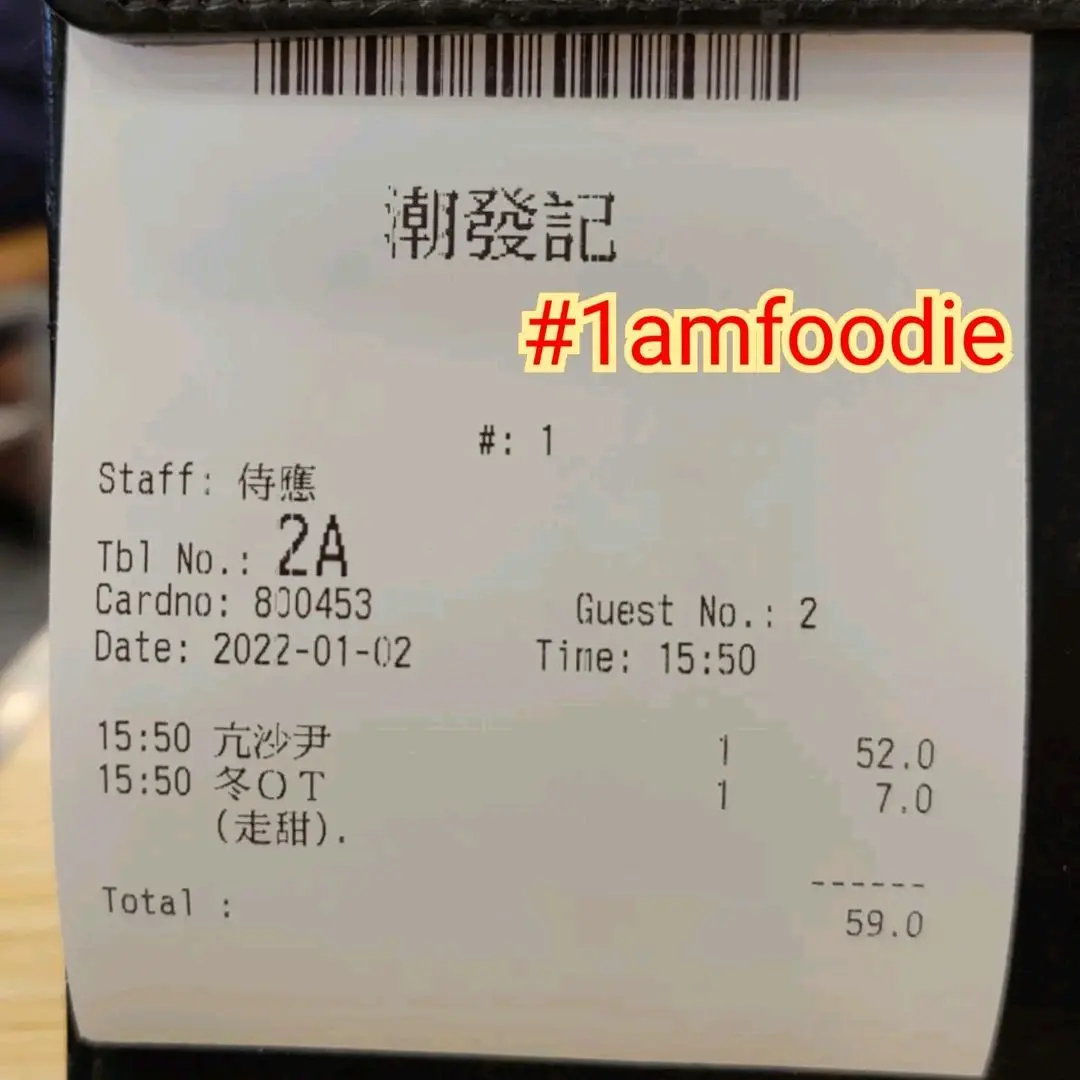 潮發記
#1amfoodie
#: 1
Staff: 侍應
Tbl No.: 2A
Cardno: 800453 Guest No.: 2
Date: 2022-01-02 Time: 15:50
15:50 亢沙尹 1 52.0
15:50 冬OT 1 7.0
(走甜).
------
Total : 59.0